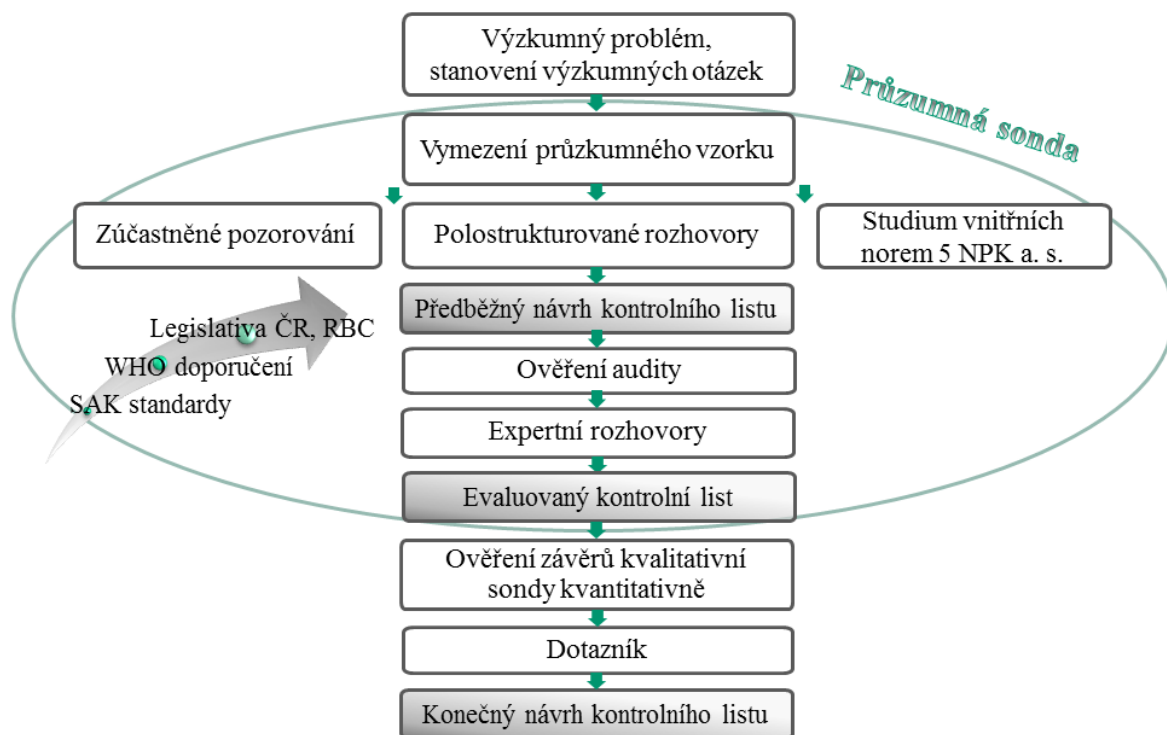 Výzkumný problém,
stanovení výzkumných otázek
Průzumná sonda
Vymezení průzkumného vzorku
Zúčastněné pozorování
Polostrukturované rozhovory
Studium vnitřních
norem 5 NPK a. s.
Předběžný návrh kontrolního listu
Legislativa ČR, RBC
WHO doporučení
SAK standardy
Ověření audity
Expertní rozhovory
Evaluovaný kontrolní list
Ověření závěrů kvalitativní
sondy kvantitativně
Dotazník
Konečný návrh kontrolního listu